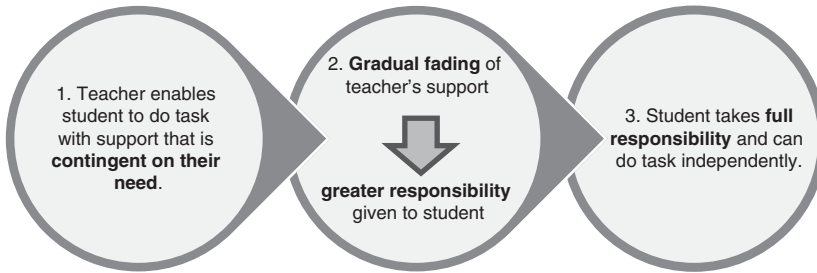 1. Teacher enables
student to do task
with support that is
contingent on their
need.
2. Gradual fading of
teacher's support
greater responsibility
given to student
3. Student takes full
responsibility and can
do task independently.